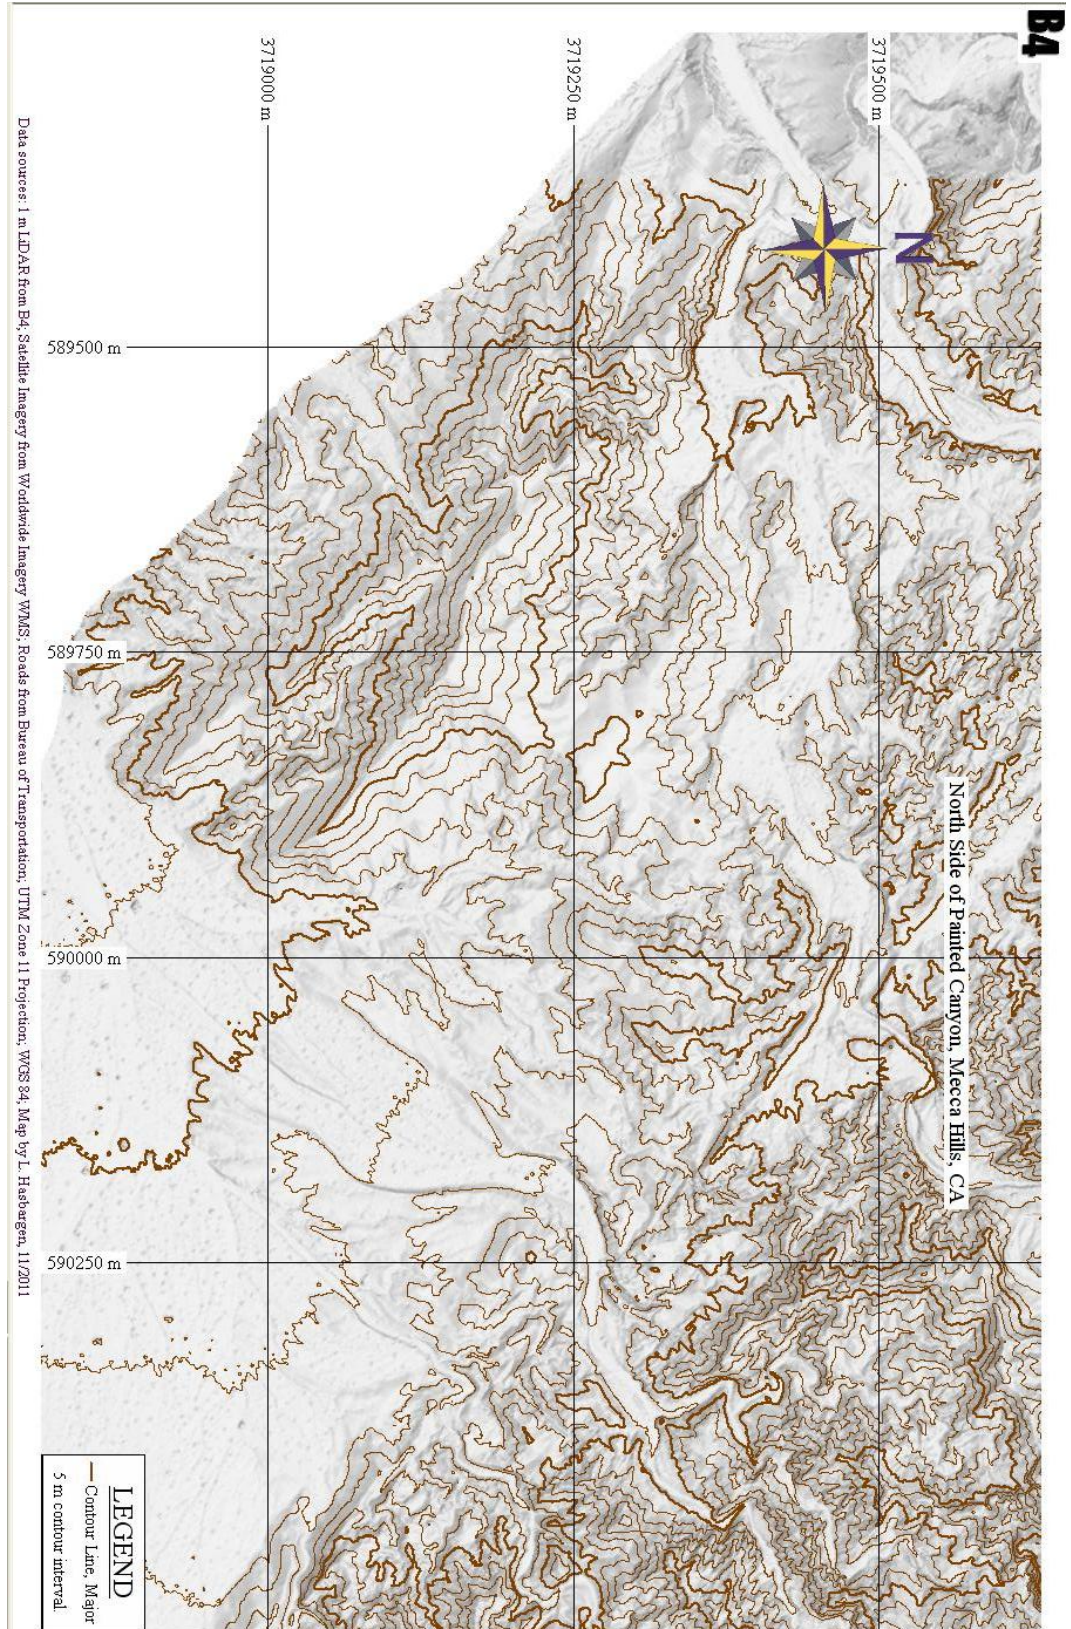 B4
3719000 m
3719250 m
3719500 m
N
589500 m
589750 m
590000 m
590250 m
North Side of Painted Canyon, Mecca Hills, CA
LEGEND
Contour Line, Major
5 m contour interval.
Data sources: 1 m LiDAR from B4; Satellite Imagery from Worldwide Imagery WMS; Roads from Bureau of Transportation; UTM Zone 11 Projection; WGS 84; Map by L. Hasbargen, 11/2011